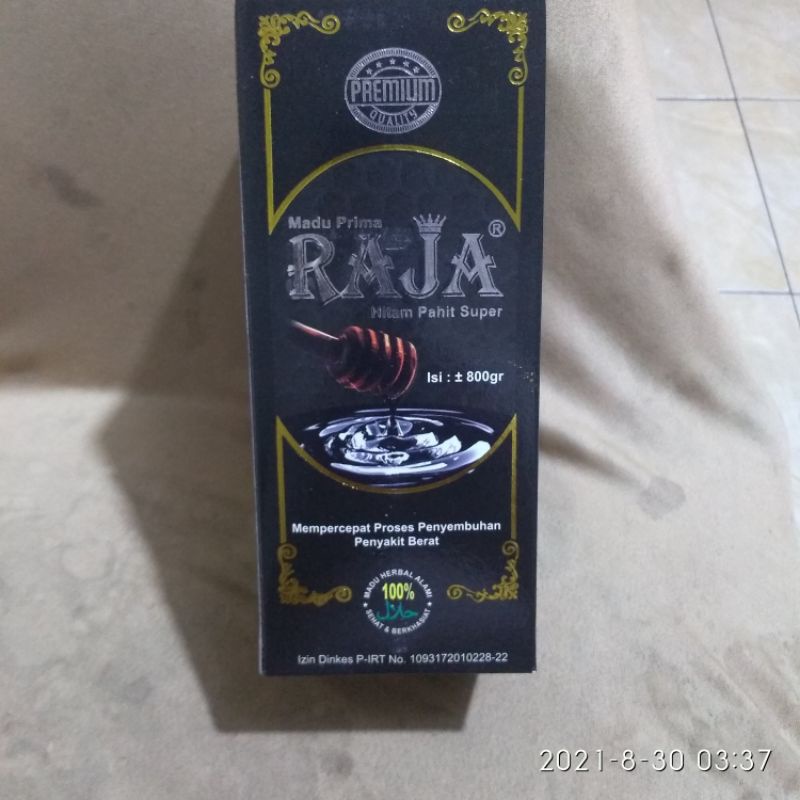 PREMIUM
QUALITY
Madu Prima
RAJA®
Hitam Pahit Super
Isi : ± 800gr
Mempercepat Proses Penyembuhan
Penyakit Berat
MADU HERBAL ALAMI
100%
حلال
SEHAT & BERKHASIAT
Izin Dinkes P-IRT No. 1093172010228-22
2021-8-30 03:37